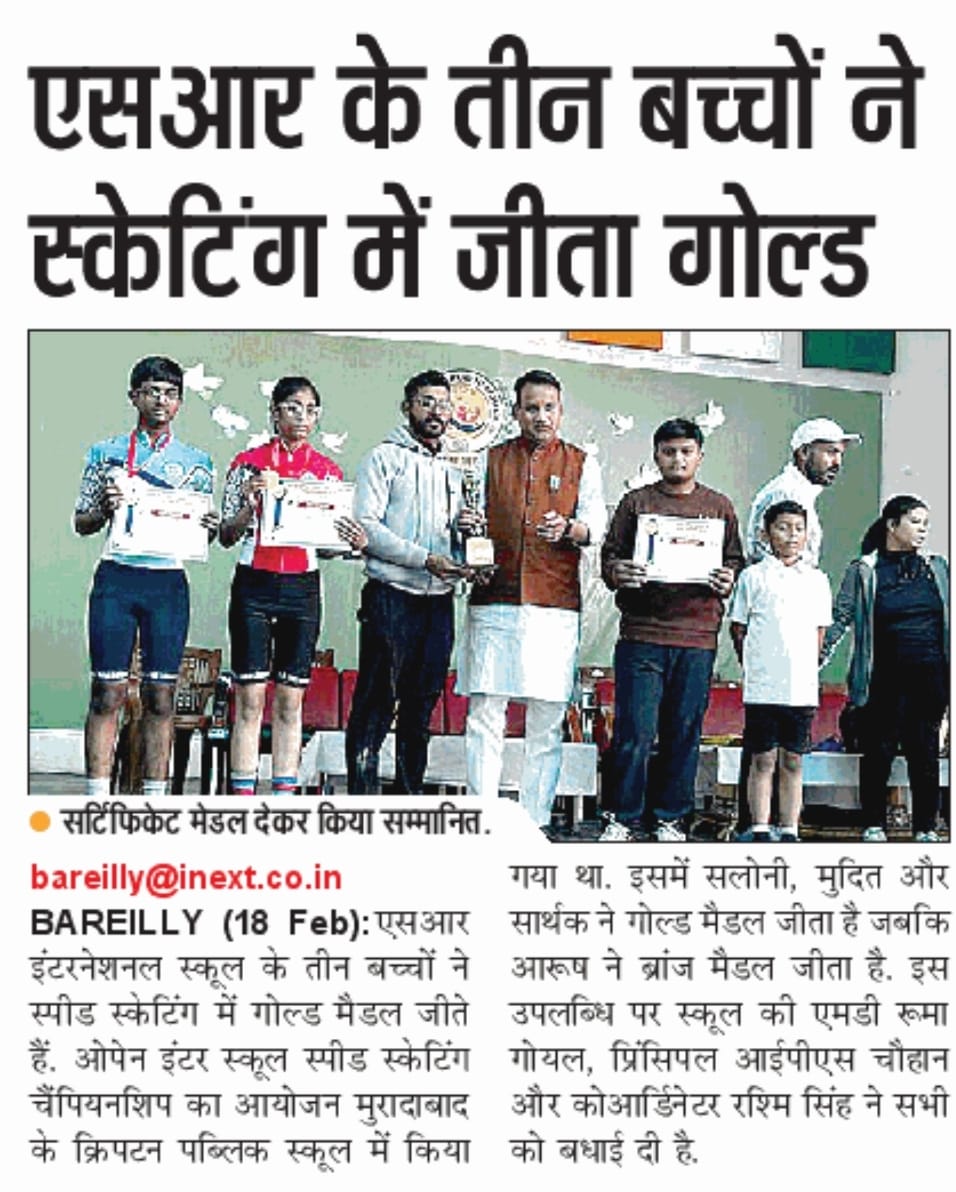 एसआर के तीन बच्चों ने
स्केटिंग में जीता गोल्ड
सर्टिफिकेट मेडल देकर किया सम्मानित.
bareilly@inext.co.in
BAREILLY (18 Feb): एसआर
इंटरनेशनल स्कूल के तीन बच्चों ने
स्पीड स्केटिंग में गोल्ड मैडल जीते
हैं. ओपेन इंटर स्कूल स्पीड स्केटिंग
चैंपियनशिप का आयोजन मुरादाबाद
के क्रिपटन पब्लिक स्कूल में किया
गया था. इसमें सलोनी, मुदित और
सार्थक ने गोल्ड मैडल जीता है जबकि
आरूष ने ब्रांज मैडल जीता है. इस
उपलब्धि पर स्कूल की एमडी रूमा
गोयल, प्रिंसिपल आईपीएस चौहान
और कोआर्डिनेटर रश्मि सिंह ने सभी
को बधाई दी है.